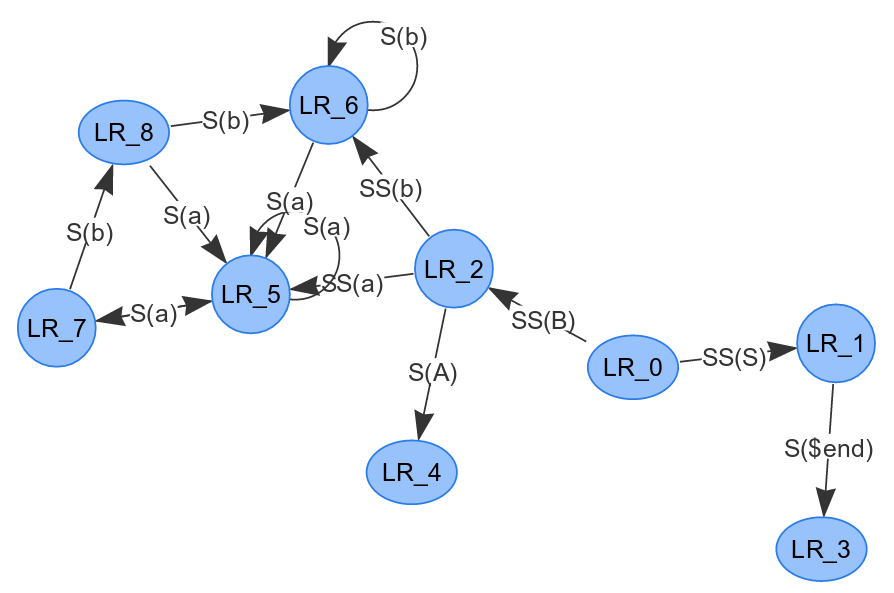 S(b)
LR_6
LR_8
S(b)
SS(b)
S(a)
S(a)
S(a)
S(b)
LR_2
SS(a)
LR_5
S(a)
LR_7
SS(B)
LR_1
SS(S)
LR_0
S(A)
S($end)
LR_4
LR_3